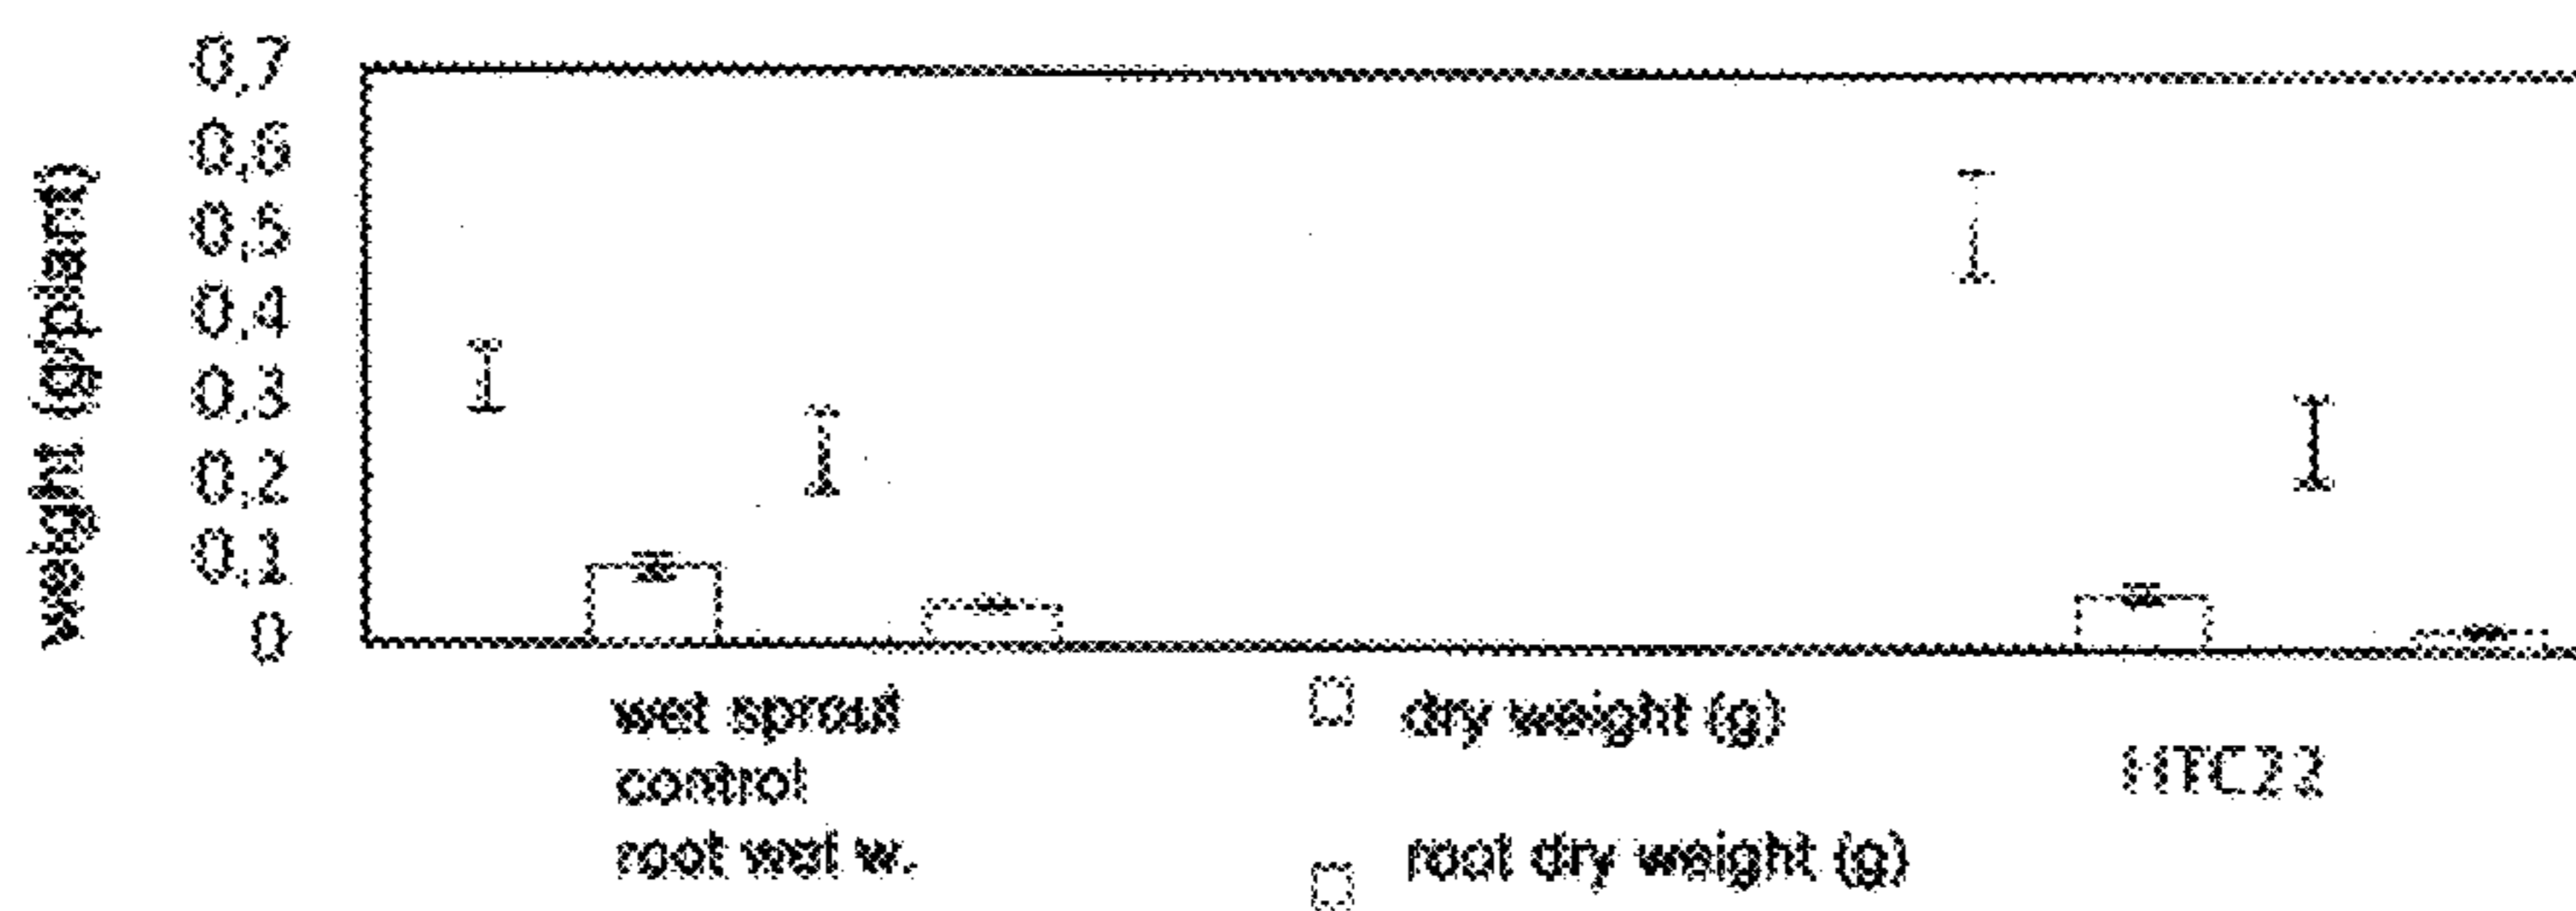 weight (g/plant)
0,7
0,6
0,5
0,4
0,3
0,2
0,1
0
wet sprout
dry weight (g)
control
HTC22
root wet w.
root dry weight (g)